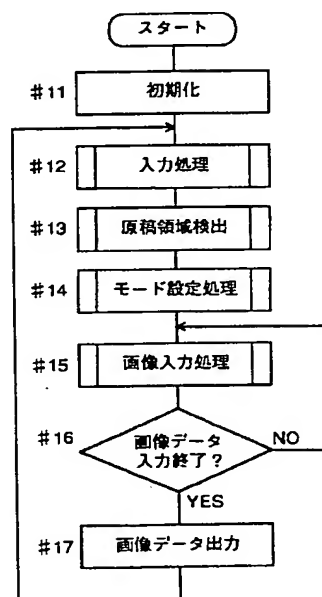 スタート
#11 初期化
#12 入力処理
#13 原稿領域検出
#14 モード設定処理
#15 画像入力処理
#16 画像データ
入力終了？
NO
YES
#17 画像データ出力